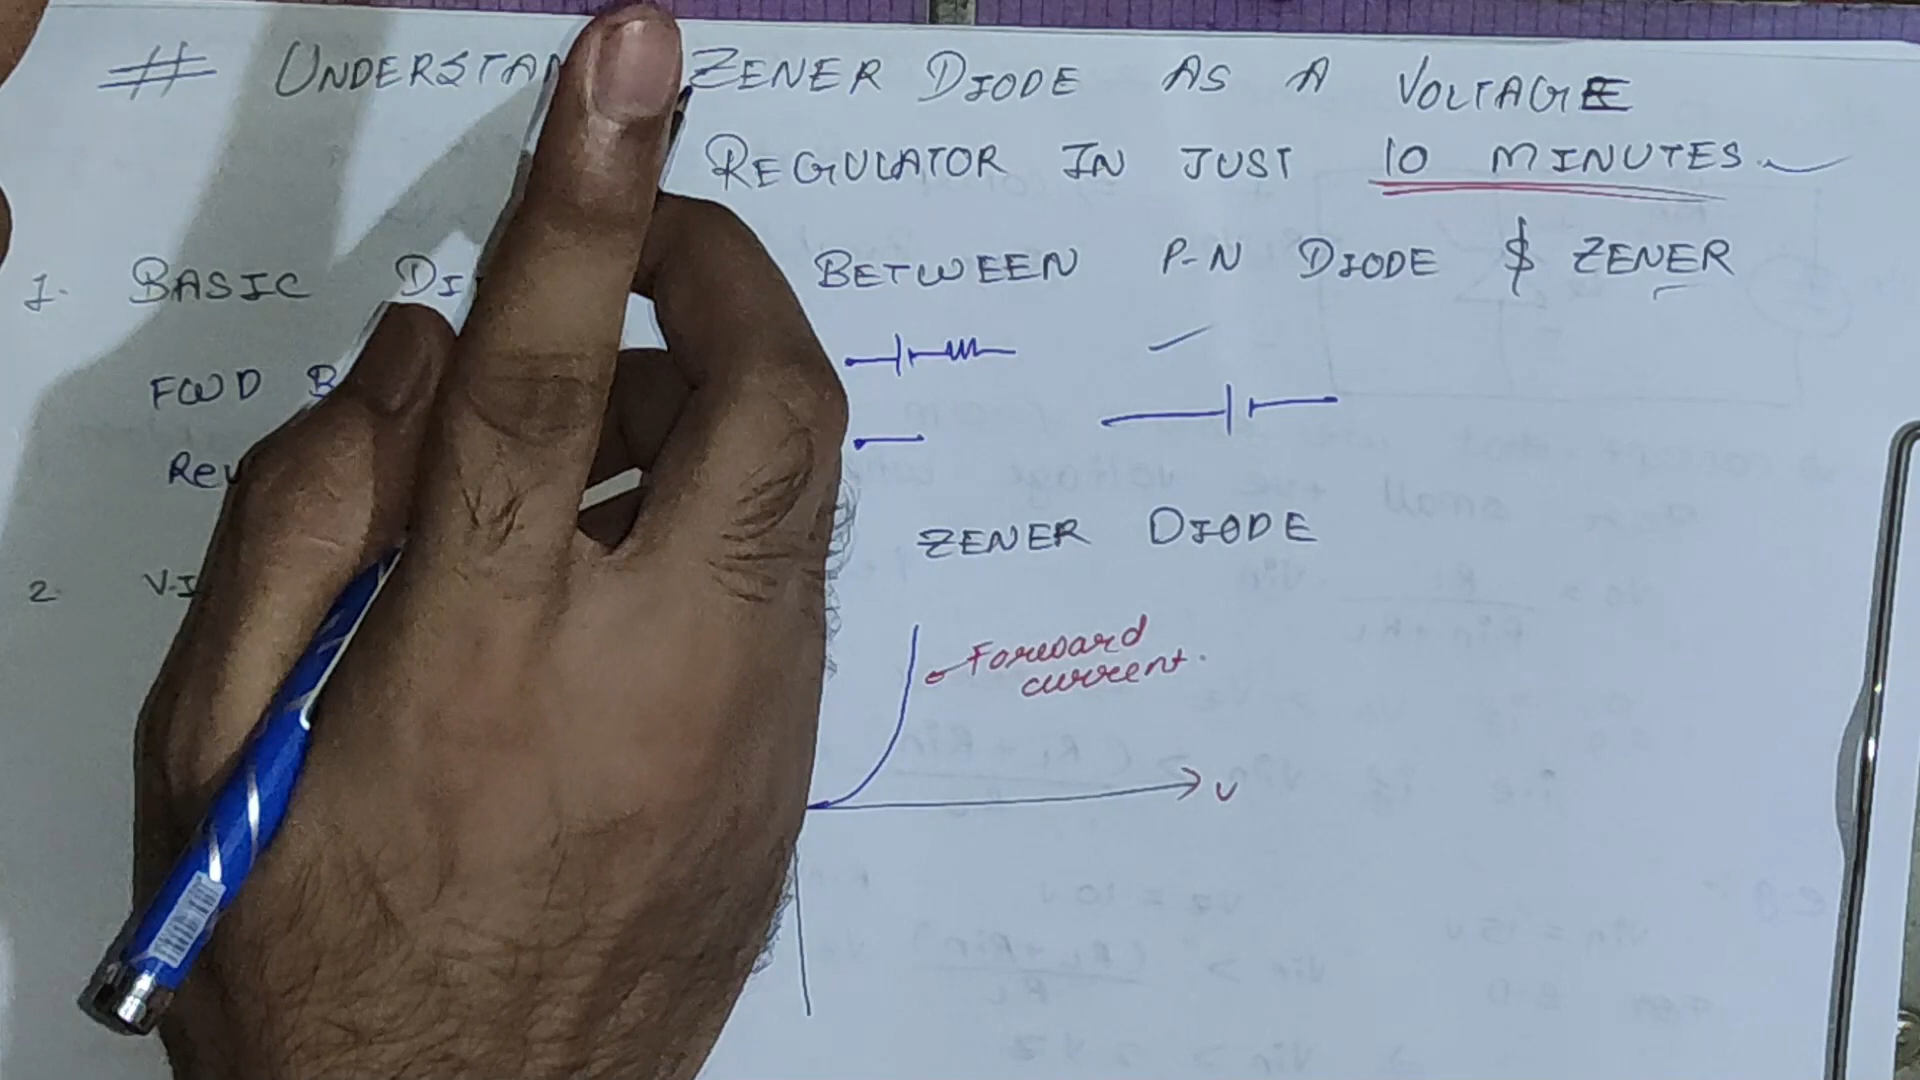 # UNDERSTAN ZENER DIODE AS A VOLTAGE
REGULATOR IN JUST 10 MINUTES.
1. BASIC DI BETWEEN P-N DIODE $ ZENER
FWD B
Rev
ZENER DIODE
2 V-I
Forward
current.
V